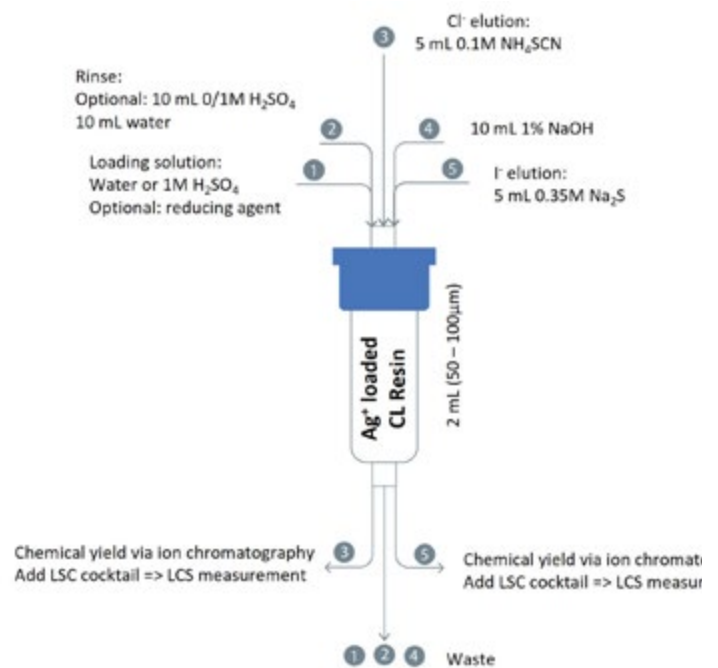 Cl⁻ elution:
5 mL 0.1M NH₄SCN
3
Rinse:
Optional: 10 mL 0/1M H₂SO₄
10 mL water
2
4
10 mL 1% NaOH
Loading solution:
Water or 1M H₂SO₄
Optional: reducing agent
1
5
I⁻ elution:
5 mL 0.35M Na₂S
Ag⁺ loaded
CL Resin
2 mL (50 – 100µm)
Chemical yield via ion chromatography
Add LSC cocktail => LCS measurement
3
5
Chemical yield via ion chromat
Add LSC cocktail => LCS measur
1 2 4 Waste